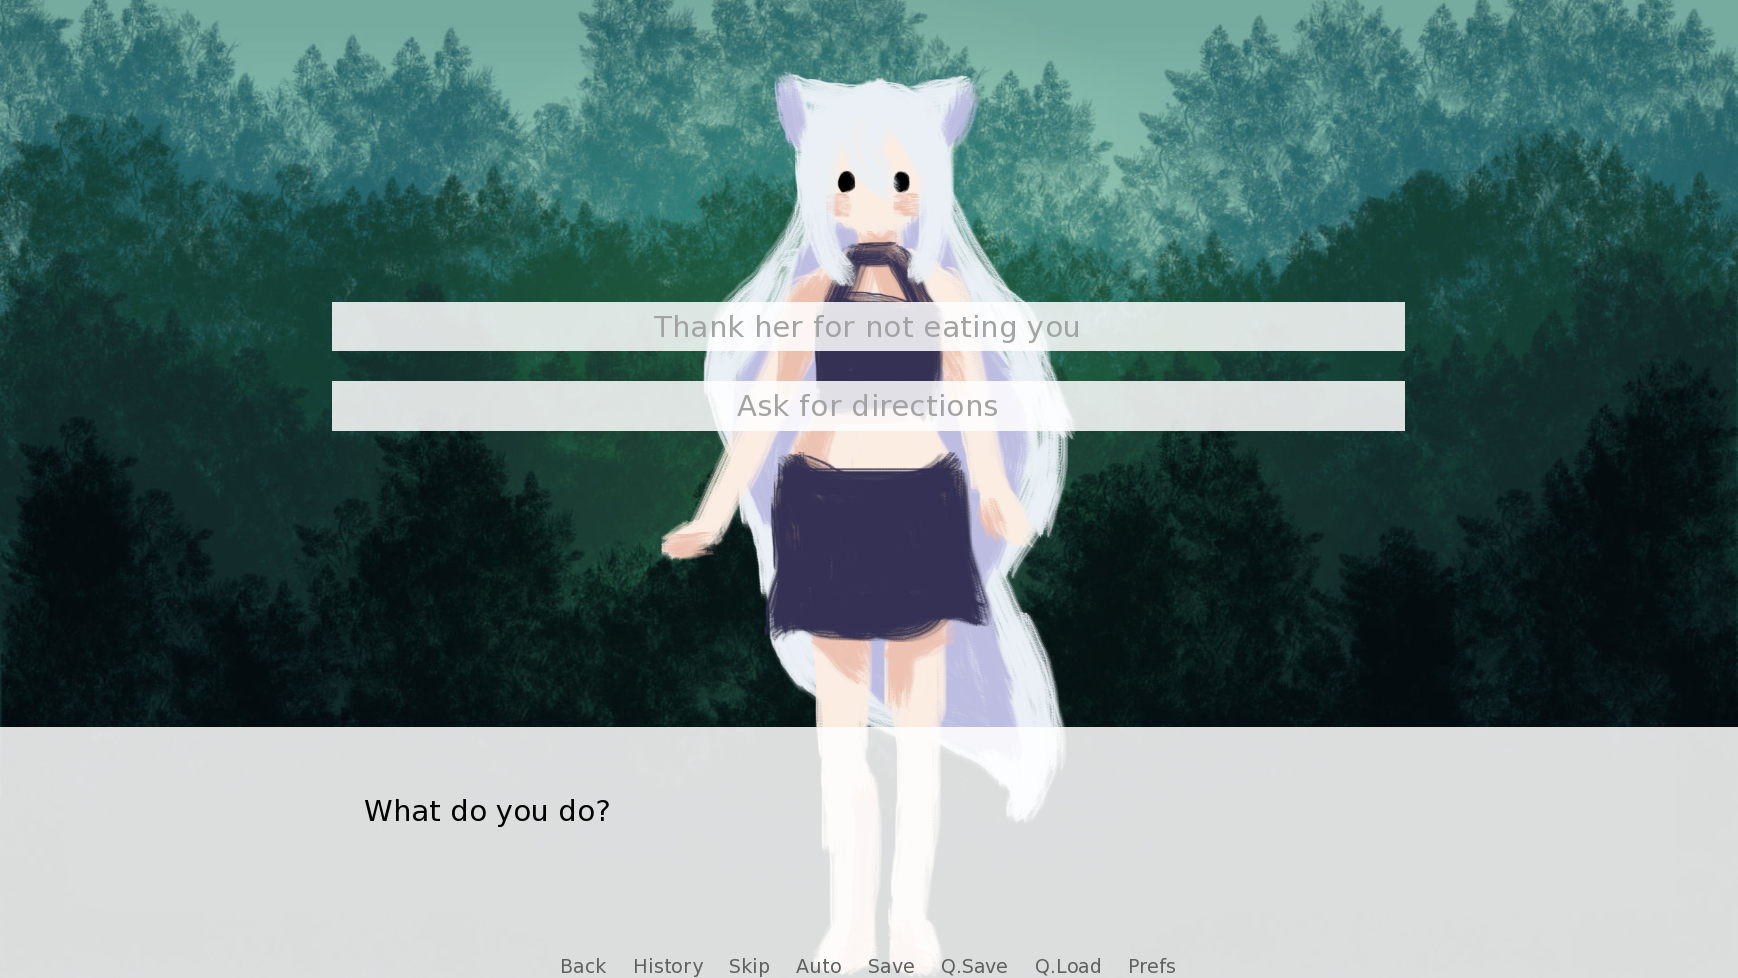 Thank her for not eating you
Ask for directions
What do you do?
Back History Skip Auto Save Q.Save Q.Load Prefs